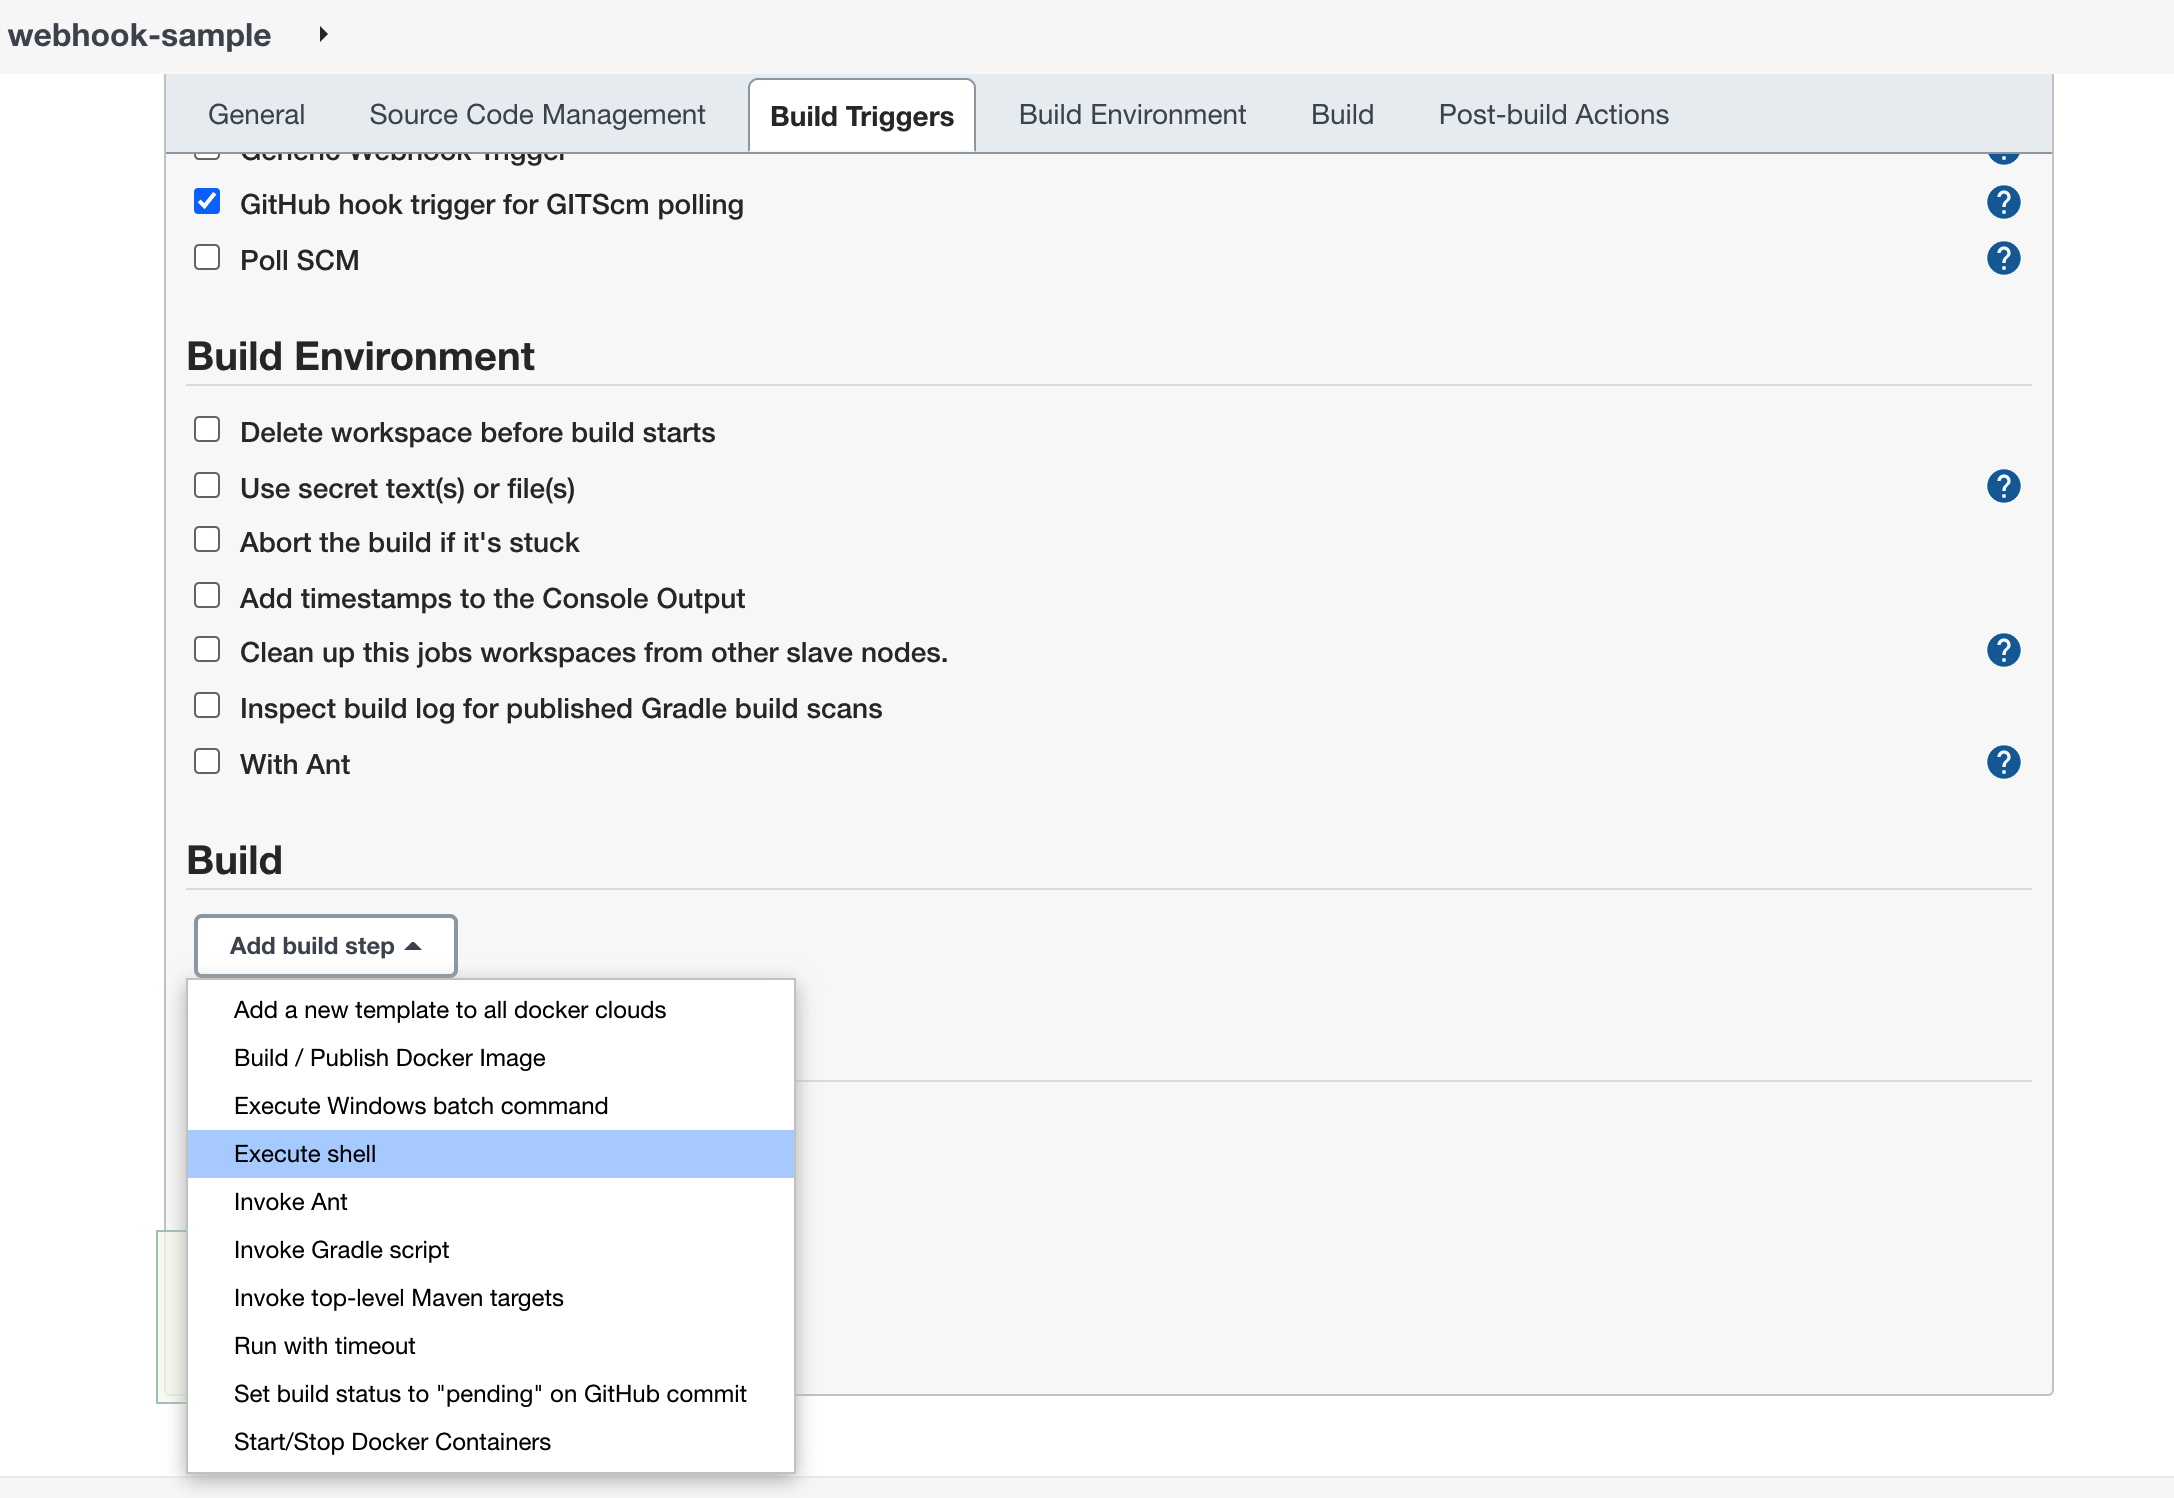 webhook-sample
General Source Code Management Build Triggers Build Environment Build Post-build Actions
Generic Webhook Trigger
GitHub hook trigger for GITScm polling ?
Poll SCM ?
Build Environment
Delete workspace before build starts
Use secret text(s) or file(s) ?
Abort the build if it's stuck
Add timestamps to the Console Output
Clean up this jobs workspaces from other slave nodes. ?
Inspect build log for published Gradle build scans
With Ant ?
Build
Add build step
Add a new template to all docker clouds
Build / Publish Docker Image
Execute Windows batch command
Execute shell
Invoke Ant
Invoke Gradle script
Invoke top-level Maven targets
Run with timeout
Set build status to "pending" on GitHub commit
Start/Stop Docker Containers